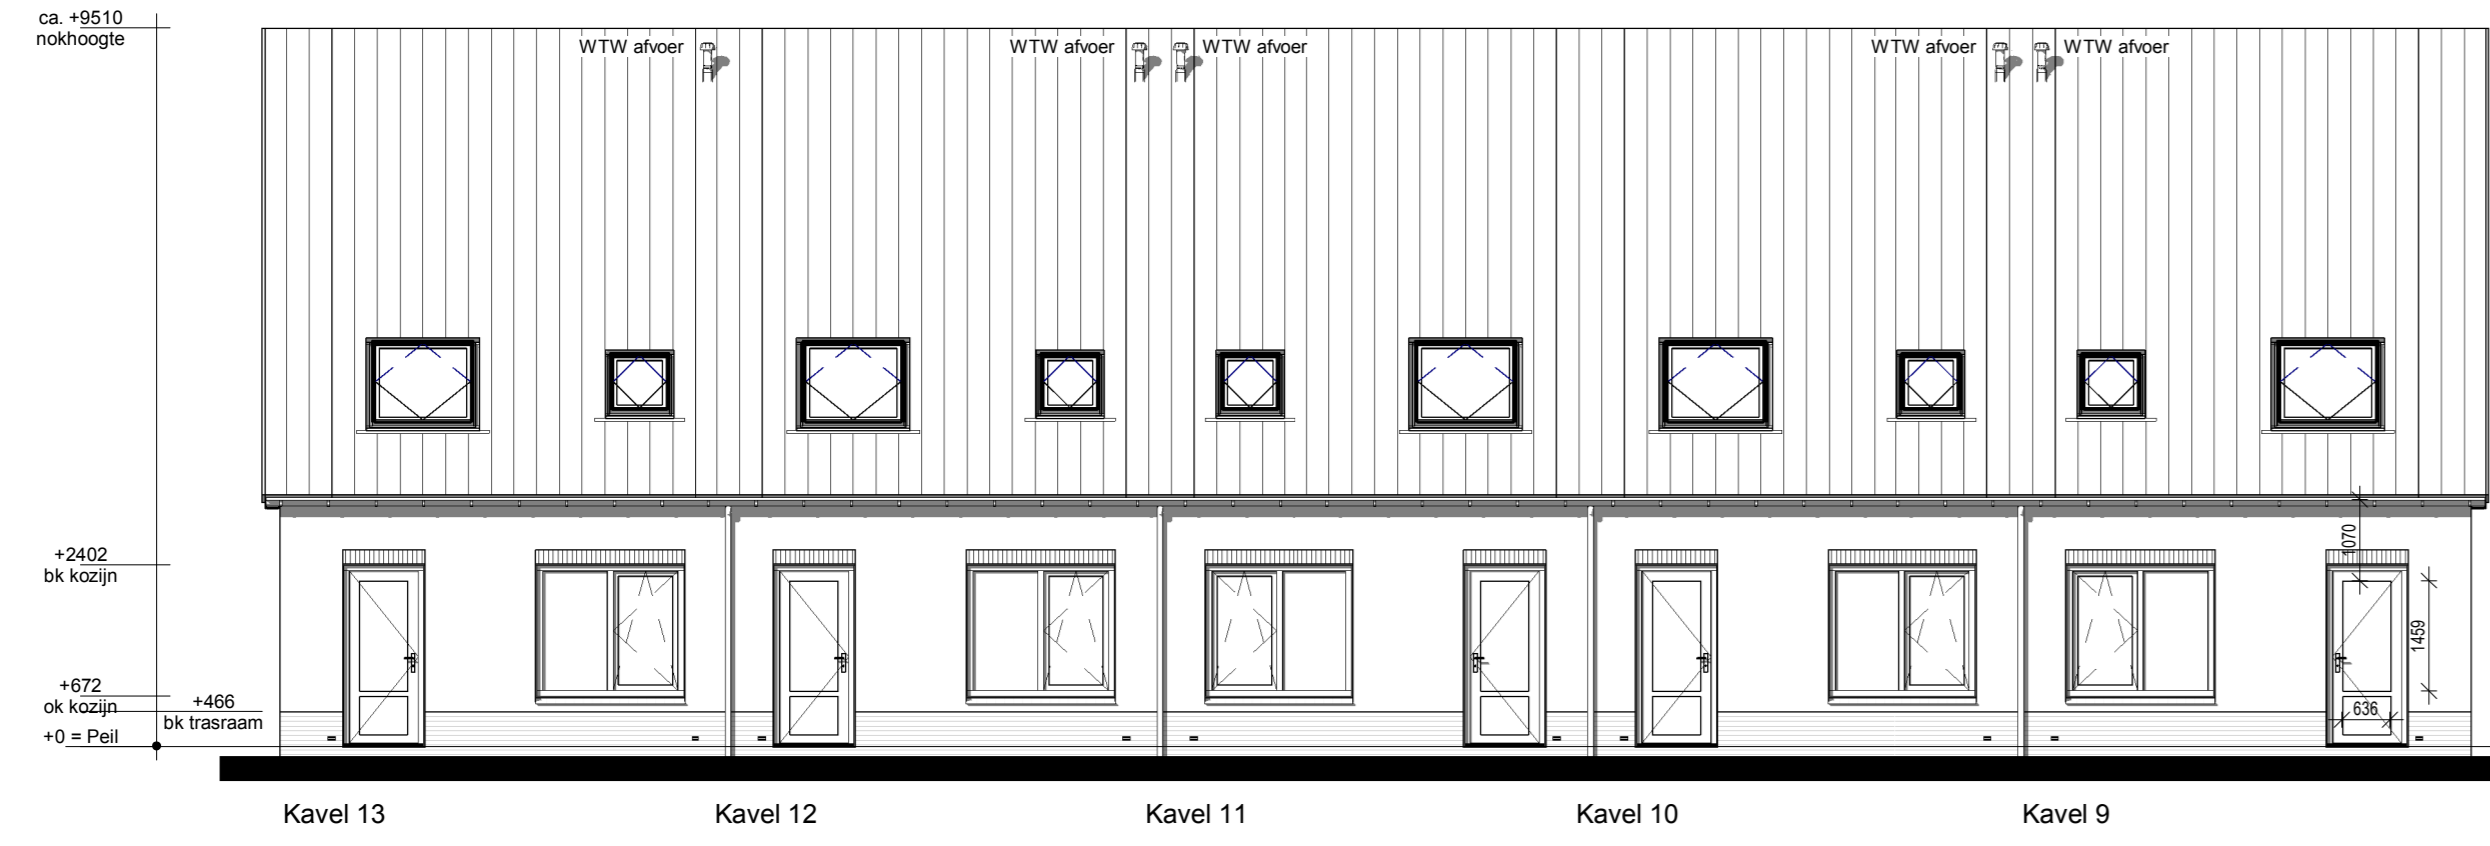 ca. +9510
nokhoogte
WTW afvoer
WTW afvoer
WTW afvoer
WTW afvoer
WTW afvoer
+2402
bk kozijn
1070
1459
636
+672
ok kozijn
+466
bk trasraam
+0 = Peil
Kavel 13
Kavel 12
Kavel 11
Kavel 10
Kavel 9